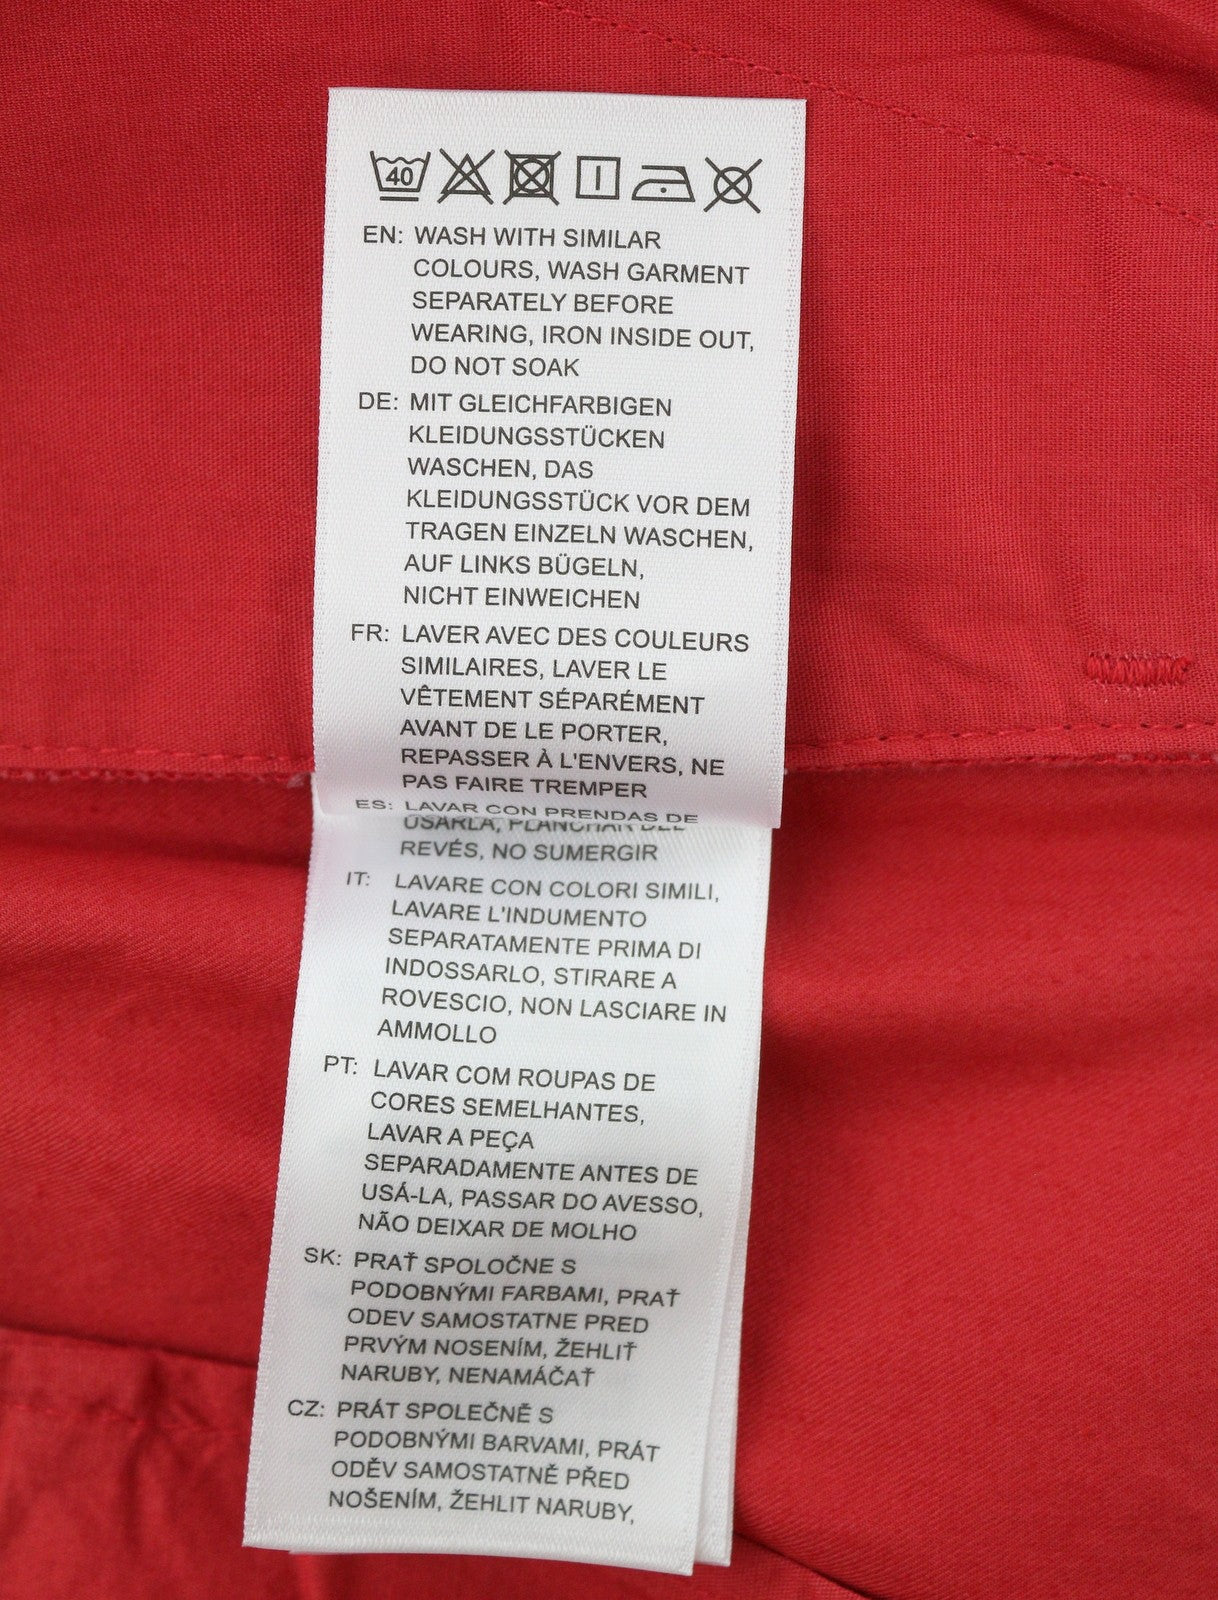 40
EN: WASH WITH SIMILAR
COLOURS, WASH GARMENT
SEPARATELY BEFORE
WEARING, IRON INSIDE OUT,
DO NOT SOAK
DE: MIT GLEICHFARBIGEN
KLEIDUNGSSTÜCKEN
WASCHEN, DAS
KLEIDUNGSSTÜCK VOR DEM
TRAGEN EINZELN WASCHEN,
AUF LINKS BÜGELN,
NICHT EINWEICHEN
FR: LAVER AVEC DES COULEURS
SIMILAIRES, LAVER LE
VÊTEMENT SÉPARÉMENT
AVANT DE LE PORTER,
REPASSER À L'ENVERS, NE
PAS FAIRE TREMPER
ES: LAVAR CON PRENDAS DE
USARLA, PLANCHAR DEL
REVÉS, NO SUMERGIR
IT: LAVARE CON COLORI SIMILI,
LAVARE L'INDUMENTO
SEPARATAMENTE PRIMA DI
INDOSSARLO, STIRARE A
ROVESCIO, NON LASCIARE IN
AMMOLLO
PT: LAVAR COM ROUPAS DE
CORES SEMELHANTES,
LAVAR A PEÇA
SEPARADAMENTE ANTES DE
USÁ-LA, PASSAR DO AVESSO,
NÃO DEIXAR DE MOLHO
SK: PRAŤ SPOLOČNE S
PODOBNÝMI FARBAMI, PRAŤ
ODEV SAMOSTATNE PRED
PRVÝM NOSENÍM, ŽEHLIŤ
NARUBY, NENAMÁČAŤ
CZ: PRÁT SPOLEČNĚ S
PODOBNÝMI BARVAMI, PRÁT
ODĚV SAMOSTATNĚ PŘED
NOŠENÍM, ŽEHLIT NARUBY,